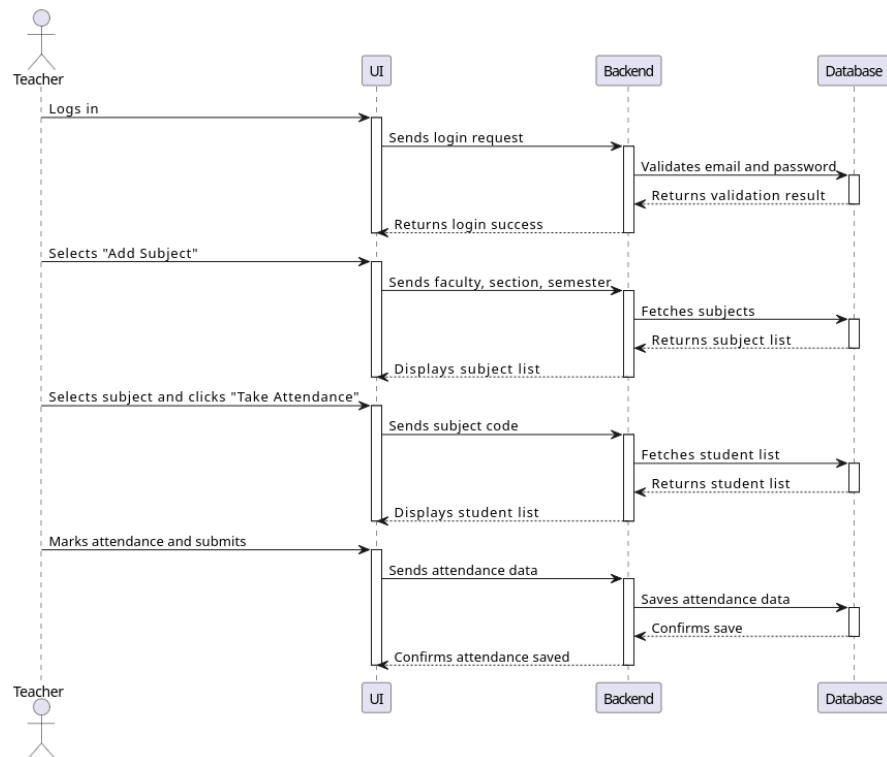 Teacher
UI
Backend
Database
Logs in
Sends login request
Validates email and password
Returns validation result
Returns login success
Selects "Add Subject"
Sends faculty, section, semester
Fetches subjects
Returns subject list
Displays subject list
Selects subject and clicks "Take Attendance"
Sends subject code
Fetches student list
Returns student list
Displays student list
Marks attendance and submits
Sends attendance data
Saves attendance data
Confirms save
Confirms attendance saved
Teacher
UI
Backend
Database